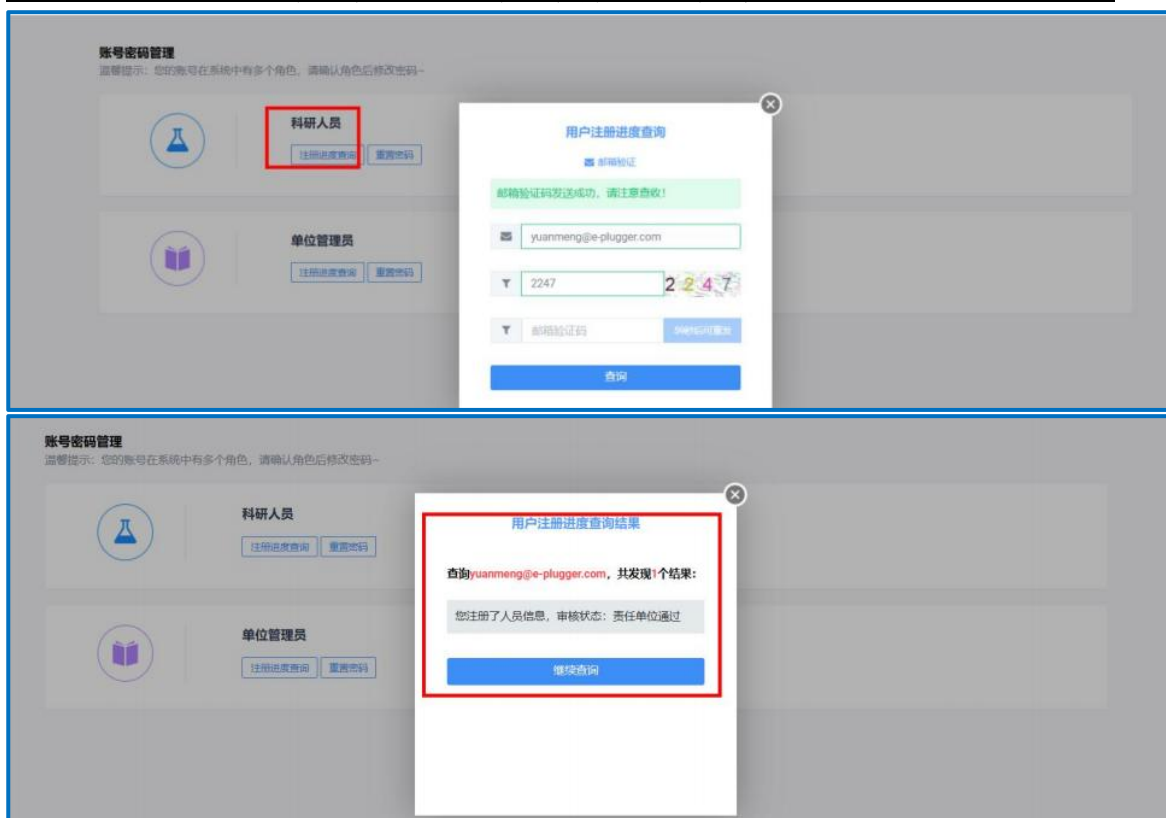 账号密码管理
温馨提示：您的账号在系统中有多个角色，请确认角色后修改密码~
科研人员
注册进度查询 重置密码
单位管理员
注册进度查询 重置密码
用户注册进度查询
邮箱验证
邮箱验证码发送成功，请注意查收！
yuanmeng@e-plugger.com
2247 2247
邮箱验证码
查询
账号密码管理
温馨提示：您的账号在系统中有多个角色，请确认角色后修改密码~
科研人员
注册进度查询 重置密码
单位管理员
注册进度查询 重置密码
用户注册进度查询结果
查询yuanmeng@e-plugger.com，共发现1个结果：
您注册了人员信息，审核状态：责任单位通过
继续查询